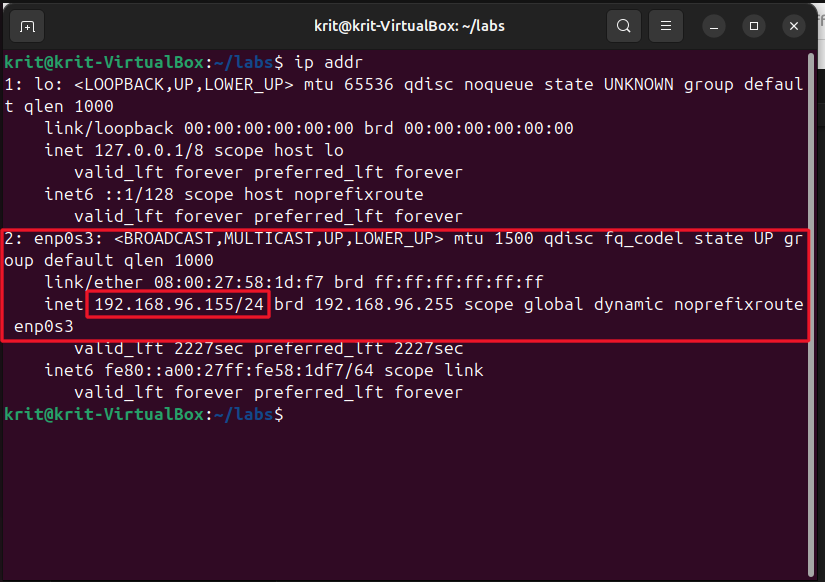 krit@krit-VirtualBox: ~/labs
krit@krit-VirtualBox:~/labs$ ip addr
1: lo: <LOOPBACK,UP,LOWER_UP> mtu 65536 qdisc noqueue state UNKNOWN group defaul
t qlen 1000
    link/loopback 00:00:00:00:00:00 brd 00:00:00:00:00:00
    inet 127.0.0.1/8 scope host lo
       valid_lft forever preferred_lft forever
    inet6 ::1/128 scope host noprefixroute
       valid_lft forever preferred_lft forever
2: enp0s3: <BROADCAST,MULTICAST,UP,LOWER_UP> mtu 1500 qdisc fq_codel state UP gr
oup default qlen 1000
    link/ether 08:00:27:58:1d:f7 brd ff:ff:ff:ff:ff:ff
    inet 192.168.96.155/24 brd 192.168.96.255 scope global dynamic noprefixroute
 enp0s3
       valid_lft 2227sec preferred_lft 2227sec
    inet6 fe80::a00:27ff:fe58:1df7/64 scope link
       valid_lft forever preferred_lft forever
krit@krit-VirtualBox:~/labs$